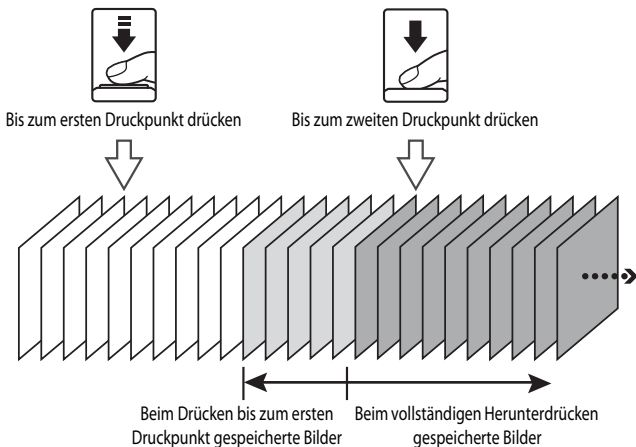 Bis zum ersten Druckpunkt drücken
Bis zum zweiten Druckpunkt drücken
Beim Drücken bis zum ersten
Druckpunkt gespeicherte Bilder
Beim vollständigen Herunterdrücken
gespeicherte Bilder